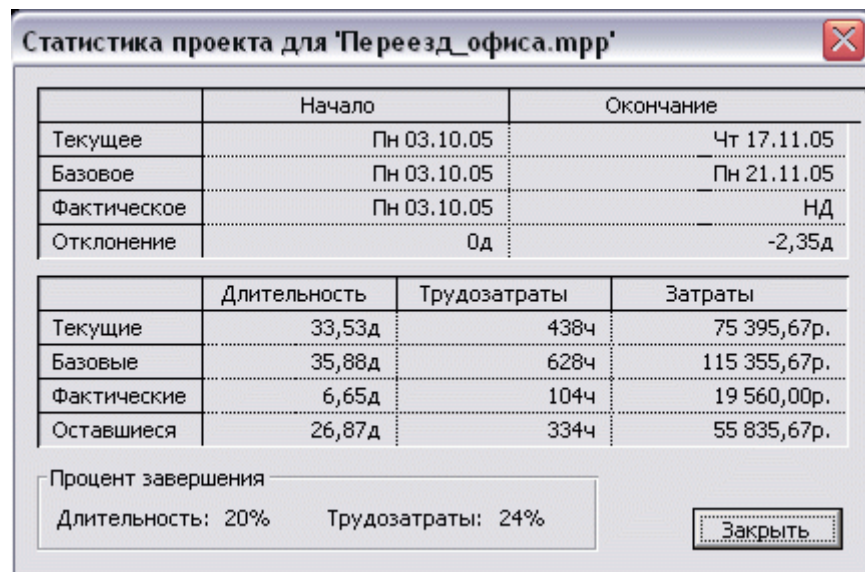 Статистика проекта для 'Переезд_офиса.mpp'
Начало Окончание
Текущее Пн 03.10.05 Чт 17.11.05
Базовое Пн 03.10.05 Пн 21.11.05
Фактическое Пн 03.10.05 НД
Отклонение 0д -2,35д
Длительность Трудозатраты Затраты
Текущие 33,53д 438ч 75 395,67р.
Базовые 35,88д 628ч 115 355,67р.
Фактические 6,65д 104ч 19 560,00р.
Оставшиеся 26,87д 334ч 55 835,67р.
Процент завершения
Длительность: 20% Трудозатраты: 24%
Закрыть